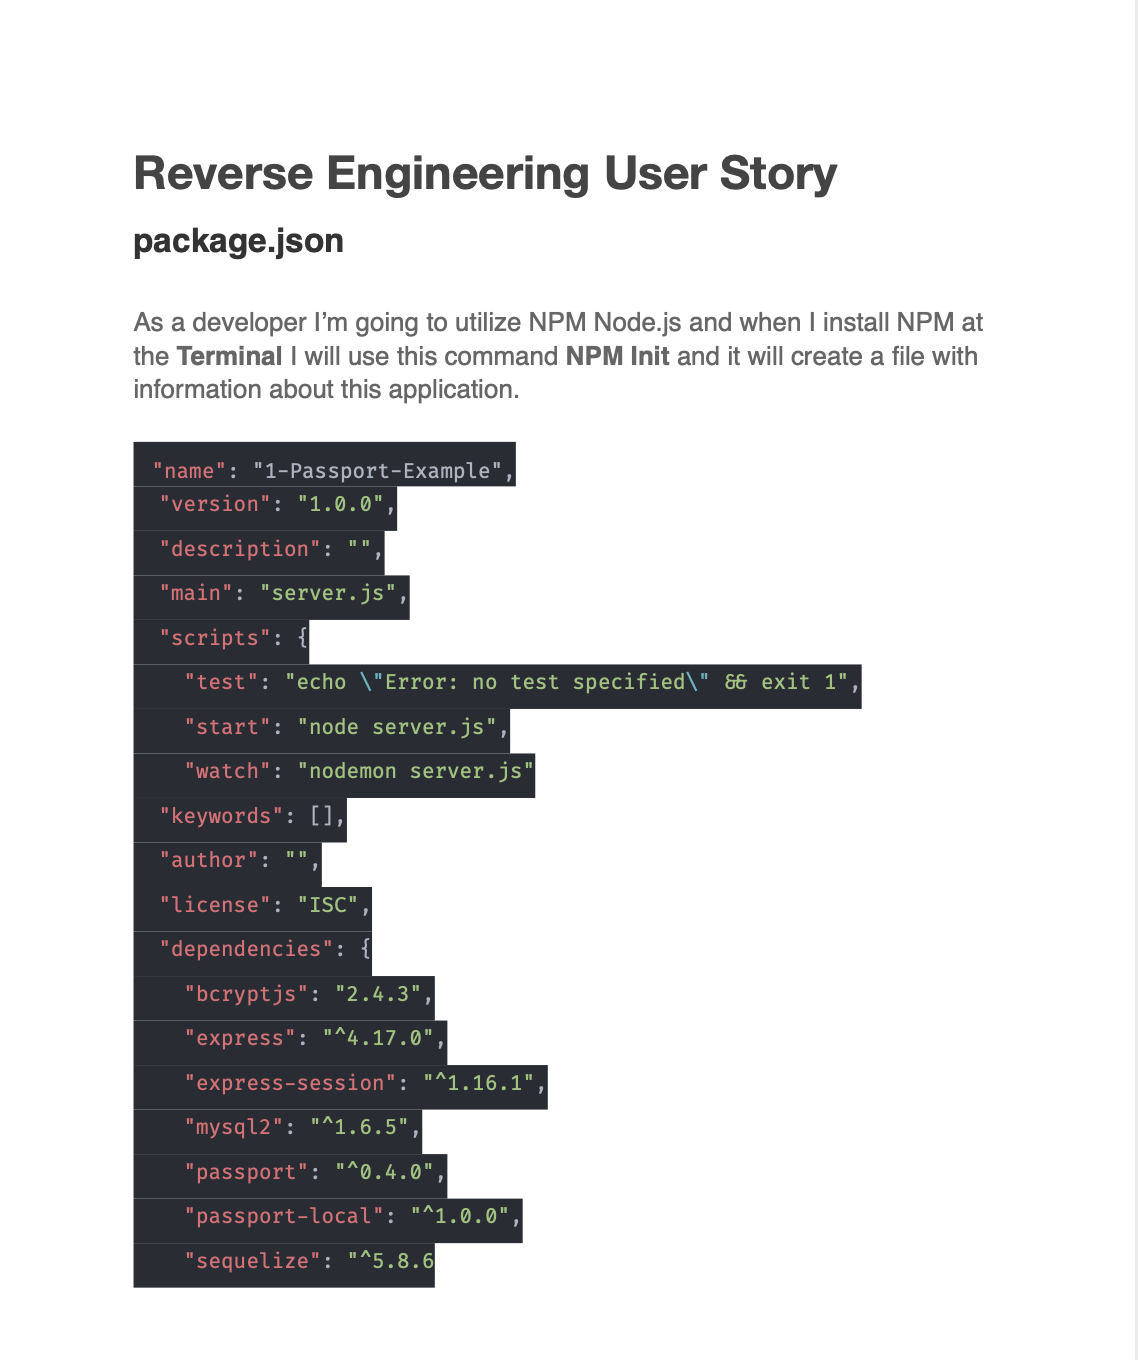 Reverse Engineering User Story
package.json
As a developer I’m going to utilize NPM Node.js and when I install NPM at
the Terminal I will use this command NPM Init and it will create a file with
information about this application.
"name": "1-Passport-Example",
"version": "1.0.0",
"description": "",
"main": "server.js",
"scripts": {
"test": "echo \"Error: no test specified\" && exit 1",
"start": "node server.js",
"watch": "nodemon server.js"
"keywords": [],
"author": "",
"license": "ISC",
"dependencies": {
"bcryptjs": "2.4.3",
"express": "^4.17.0",
"express-session": "^1.16.1",
"mysql2": "^1.6.5",
"passport": "^0.4.0",
"passport-local": "^1.0.0",
"sequelize": "^5.8.6